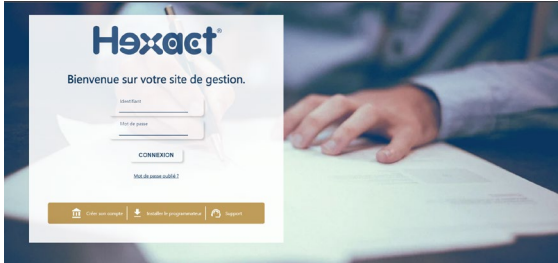 Hexact®
Bienvenue sur votre site de gestion.
Identifiant
Mot de passe
CONNEXION
Mot de passe oublié ?
Créer son compte
Installer le programmateur
Support